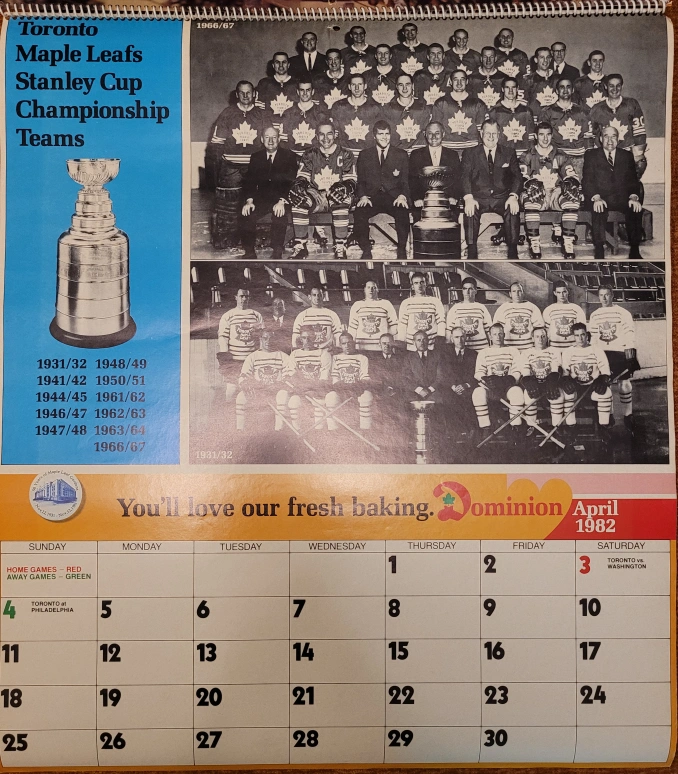 Toronto
Maple Leafs
Stanley Cup
Championship
Teams
1931/32 1948/49
1941/42 1950/51
1944/45 1961/62
1946/47 1962/63
1947/48 1963/64
1966/67
1966/67
1931/32
You'll love our fresh baking. Dominion
April
1982
SUNDAY MONDAY TUESDAY WEDNESDAY THURSDAY FRIDAY SATURDAY
HOME GAMES – RED
AWAY GAMES – GREEN
1 2 3 TORONTO vs.
WASHINGTON
4 TORONTO at
PHILADELPHIA
5 6 7 8 9 10
11 12 13 14 15 16 17
18 19 20 21 22 23 24
25 26 27 28 29 30